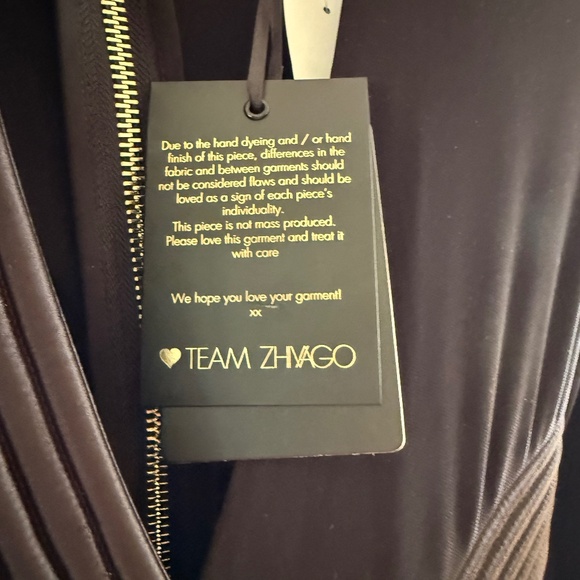 Due to the hand dyeing and / or hand
finish of this piece, differences in the
fabric and between garments should
not be considered flaws and should be
loved as a sign of each piece's
individuality.
This piece is not mass produced.
Please love this garment and treat it
with care
We hope you love your garment!
xx
TEAM ZHIVAGO